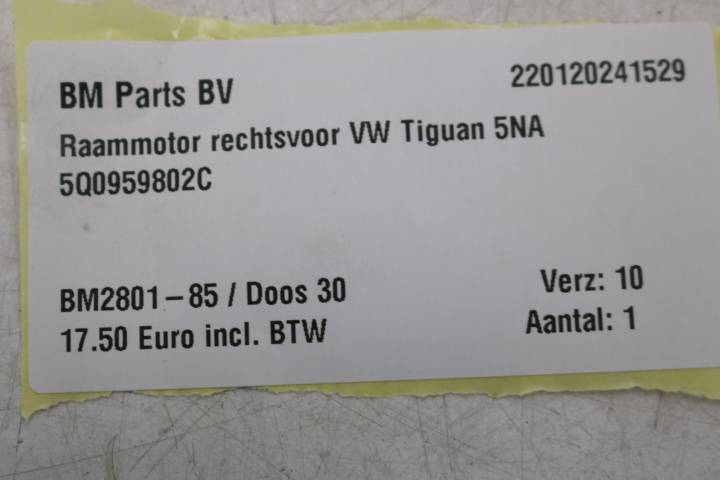 BM Parts BV
220120241529
Raammotor rechtsvoor VW Tiguan 5NA
5Q0959802C
BM2801-85 / Doos 30
Verz: 10
17.50 Euro incl. BTW
Aantal: 1